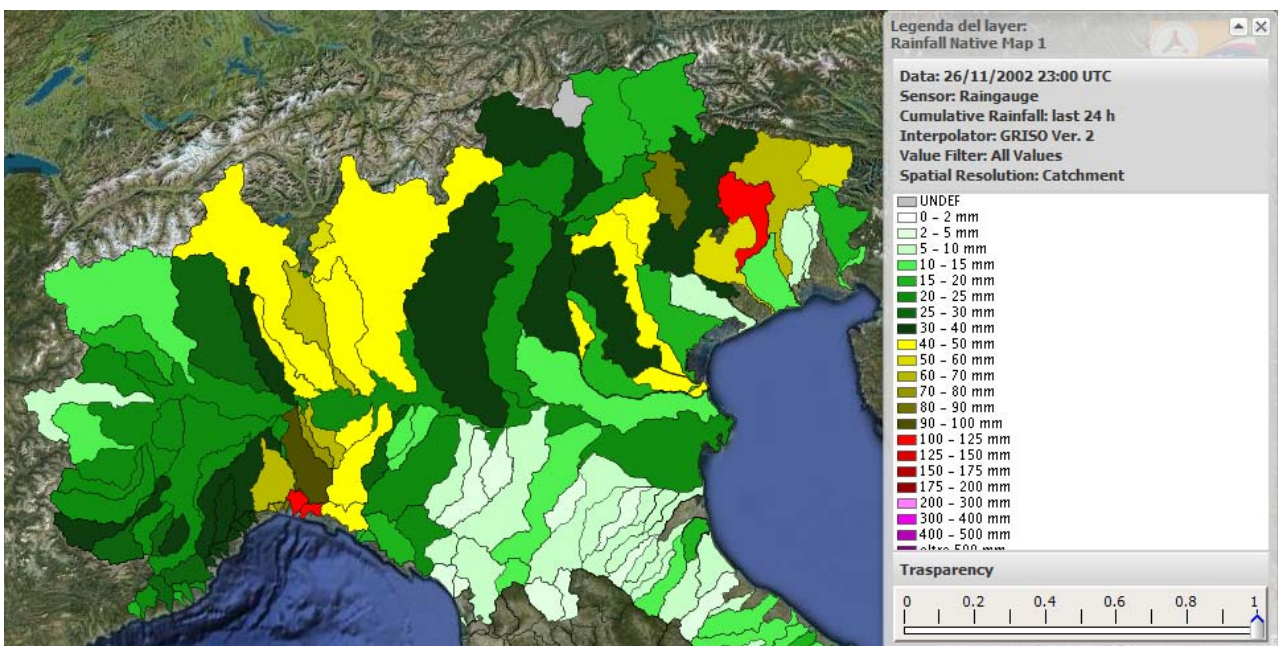 Legenda del layer:
Rainfall Native Map 1
Data: 26/11/2002 23:00 UTC
Sensor: Raingauge
Cumulative Rainfall: last 24 h
Interpolator: GRISO Ver. 2
Value Filter: All Values
Spatial Resolution: Catchment
UNDEF
0 - 2 mm
2 - 5 mm
5 - 10 mm
10 - 15 mm
15 - 20 mm
20 - 25 mm
25 - 30 mm
30 - 40 mm
40 - 50 mm
50 - 60 mm
60 - 70 mm
70 - 80 mm
80 - 90 mm
90 - 100 mm
100 - 125 mm
125 - 150 mm
150 - 175 mm
175 - 200 mm
200 - 300 mm
300 - 400 mm
400 - 500 mm
oltre 500 mm
Trasparency
0 0.2 0.4 0.6 0.8 1